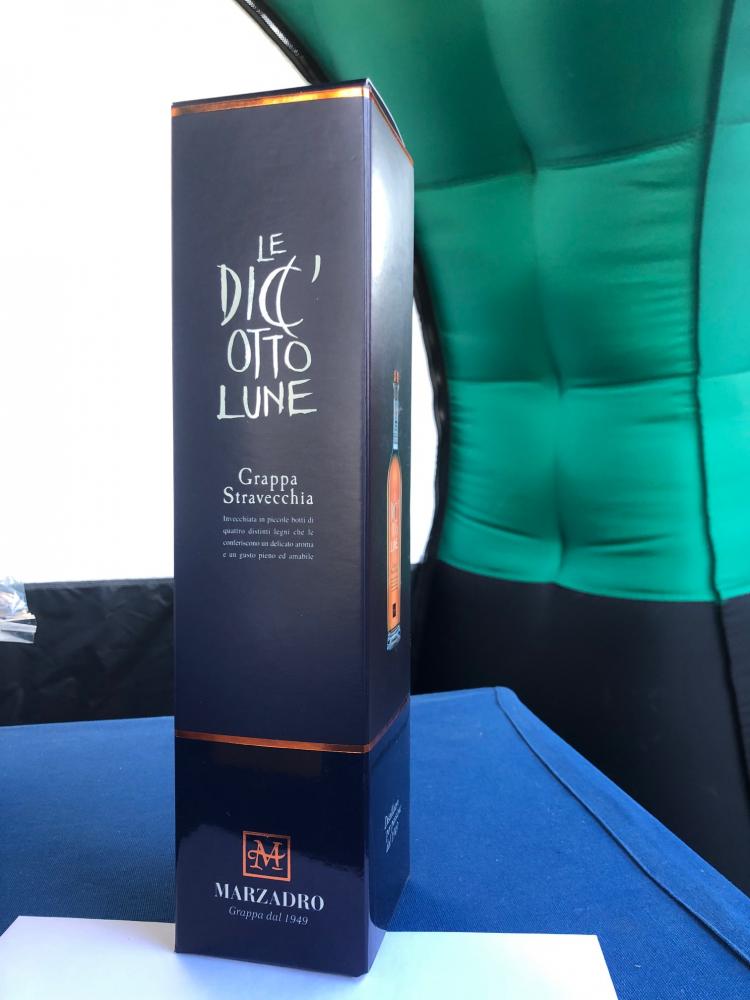 LE
DICC'
OTTO
LUNE
Grappa
Stravecchia
Invecchiata in piccole botti di
quattro distinti legni che le
conferiscono un delicato aroma
e un gusto pieno ed amabile
M
MARZADRO
Grappa dal 1949